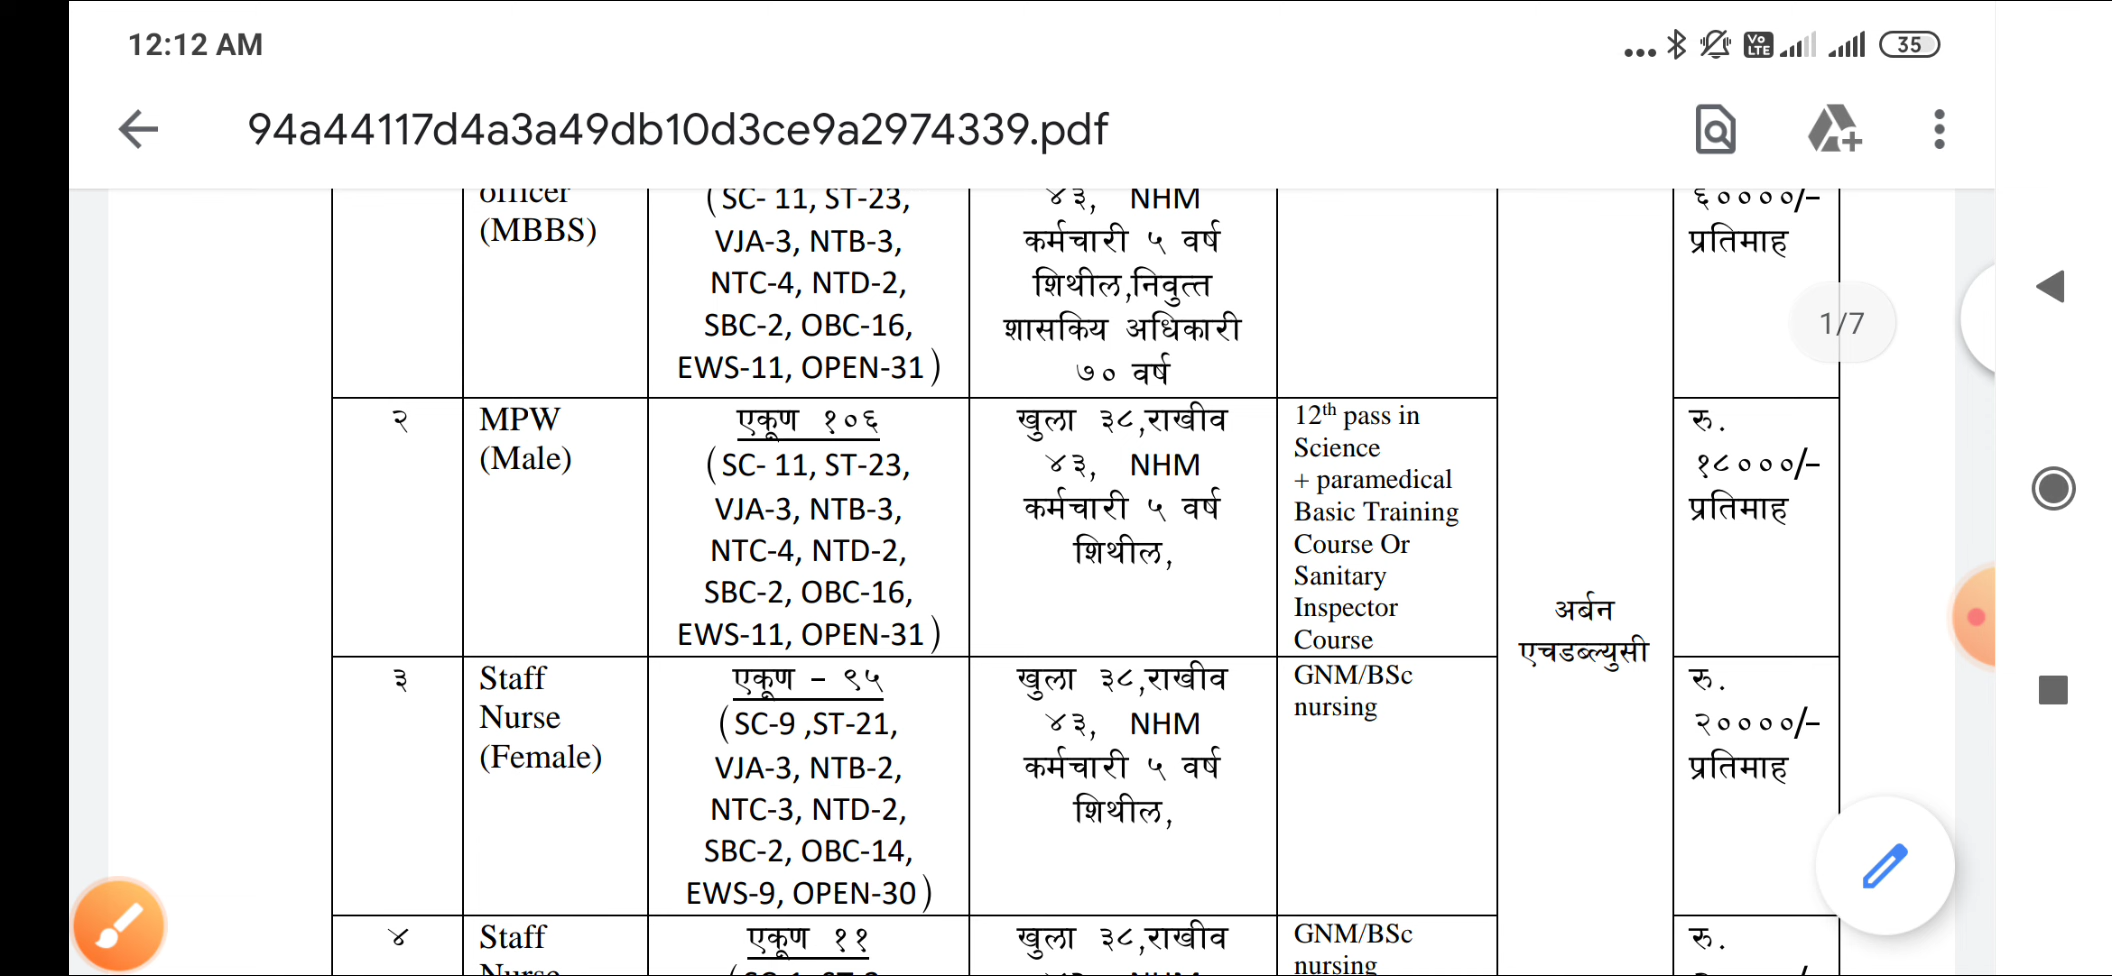 12:12 AM
Vo LTE
35
94a44117d4a3a49db10d3ce9a2974339.pdf
officer
(MBBS)
(SC- 11, ST-23,
VJA-3, NTB-3,
NTC-4, NTD-2,
SBC-2, OBC-16,
EWS-11, OPEN-31)
४३, NHM
कर्मचारी ५ वर्ष
शिथील,निवुत्त
शासकिय अधिकारी
७० वर्ष
६००००/–
प्रतिमाह
1/7
२
MPW
(Male)
एकूण १०६
(SC- 11, ST-23,
VJA-3, NTB-3,
NTC-4, NTD-2,
SBC-2, OBC-16,
EWS-11, OPEN-31)
खुला ३८,राखीव
४३, NHM
कर्मचारी ५ वर्ष
शिथील,
12th pass in
Science
+ paramedical
Basic Training
Course Or
Sanitary
Inspector
Course
अर्बन
एचडब्ल्युसी
रु.
१८०००/–
प्रतिमाह
३
Staff
Nurse
(Female)
एकूण – ९५
(SC-9 ,ST-21,
VJA-3, NTB-2,
NTC-3, NTD-2,
SBC-2, OBC-14,
EWS-9, OPEN-30)
खुला ३८,राखीव
४३, NHM
कर्मचारी ५ वर्ष
शिथील,
GNM/BSc
nursing
रु.
२००००/–
प्रतिमाह
४
Staff
Nurse
एकूण ११
खुला ३८,राखीव
GNM/BSc
nursing
रु.